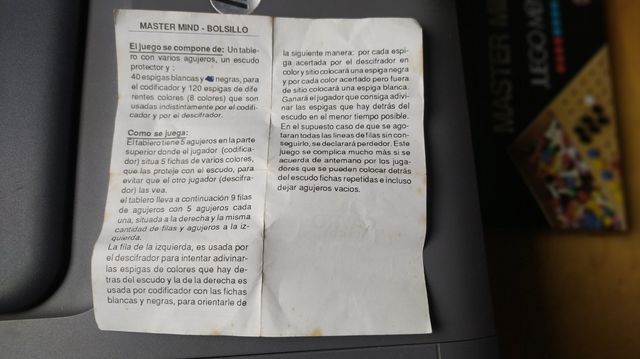 MASTER MIND - BOLSILLO
El juego se compone de: Un table-
ro con varios agujeros, un escudo
protector y :
40 espigas blancas y negras, para
el codificador y 120 espigas de dife
rentes colores (8 colores) que son
usadas indistintamente por el codifi-
cador y por el descifrador.
Como se juega:
El tablero tiene 5 agujeros en la parte
superior donde el jugador (codifica-
dor) situa 5 fichas de varios colores,
que las proteje con el escudo, para
evitar que el otro jugador (descifra-
dor) las vea.
el tablero lleva a continuación 9 filas
de agujeros con 5 agujeros cada
una, situada a la derecha y la misma
cantidad de filas y agujeros a la iz-
quierda.
La fila de la izquierda, es usada por
el descifrador para intentar adivinar-
las espigas de colores que hay de-
tras del escudo y la de la derecha es
usada por codificador con las fichas
blancas y negras, para orientarle de
la siguiente manera: por cada espi-
ga acertada por el descifrador en
color y sitio colocará una espiga negra
y por cada color acertado pero fuera
de sitio colocará una espiga blanca.
Ganará el jugador que consiga adivi-
nar las espigas que hay detrás del
escudo en el menor tiempo posible.
En el supuesto caso de que se ago-
taran todas las lineas de filas sin con-
seguirlo, se declarará perdedor. Este
juego se complica mucho más si se
acuerda de antemano por los juga-
dores que se pueden colocar detrás
del escudo fichas repetidas e incluso
dejar agujeros vacios.
MASTER MIN
JUEGO MEN